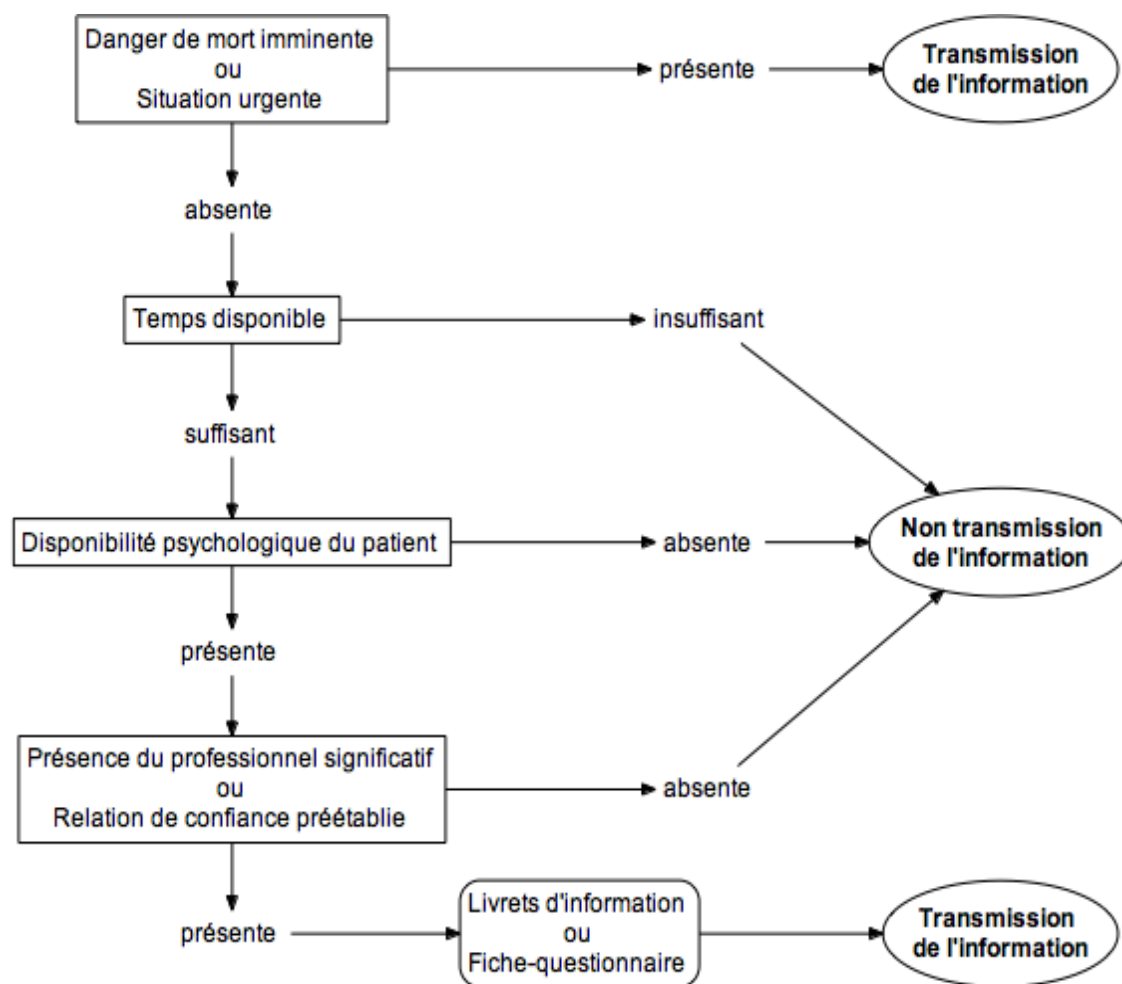 Danger de mort imminente
ou
Situation urgente
présente
Transmission
de l'information
absente
Temps disponible
insuffisant
suffisant
Disponibilité psychologique du patient
absente
Non transmission
de l'information
présente
Présence du professionnel significatif
ou
Relation de confiance préétablie
absente
présente
Livrets d'information
ou
Fiche-questionnaire
Transmission
de l'information